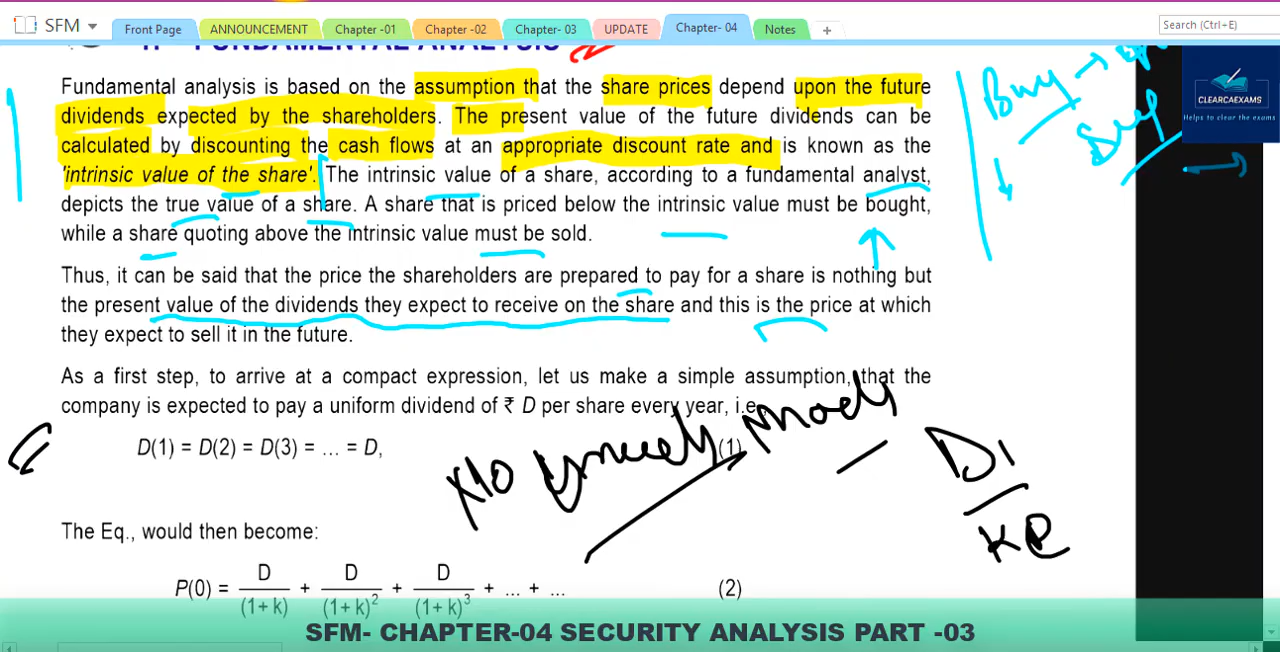 SFM
Front Page
ANNOUNCEMENT
Chapter -01
Chapter -02
Chapter- 03
UPDATE
Chapter- 04
Notes
Search (Ctrl+E)
FUNDAMENTAL ANALYSIS
Fundamental analysis is based on the assumption that the share prices depend upon the future
dividends expected by the shareholders. The present value of the future dividends can be
calculated by discounting the cash flows at an appropriate discount rate and is known as the
'intrinsic value of the share'. The intrinsic value of a share, according to a fundamental analyst,
depicts the true value of a share. A share that is priced below the intrinsic value must be bought,
while a share quoting above the intrinsic value must be sold.
Thus, it can be said that the price the shareholders are prepared to pay for a share is nothing but
the present value of the dividends they expect to receive on the share and this is the price at which
they expect to sell it in the future.
As a first step, to arrive at a compact expression, let us make a simple assumption, that the
company is expected to pay a uniform dividend of ₹ D per share every year, i.e.,
D(1) = D(2) = D(3) = ... = D, (1)
The Eq., would then become:
P(0) = D/(1+k) + D/(1+k)² + D/(1+k)³ + ... + ... (2)
Buy
D1
Ke
CLEARCAEXAMS
Helps to clear the exams
SFM- CHAPTER-04 SECURITY ANALYSIS PART -03